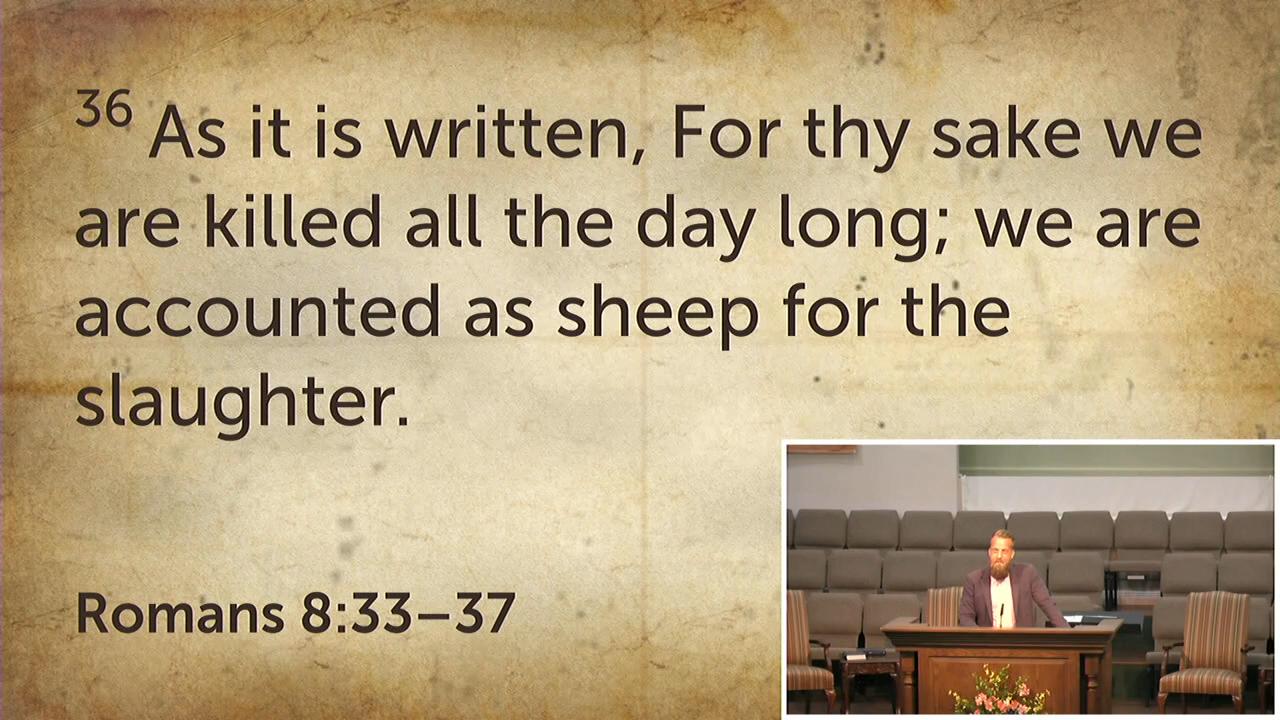 36 As it is written, For thy sake we
are killed all the day long; we are
accounted as sheep for the
slaughter.
Romans 8:33–37